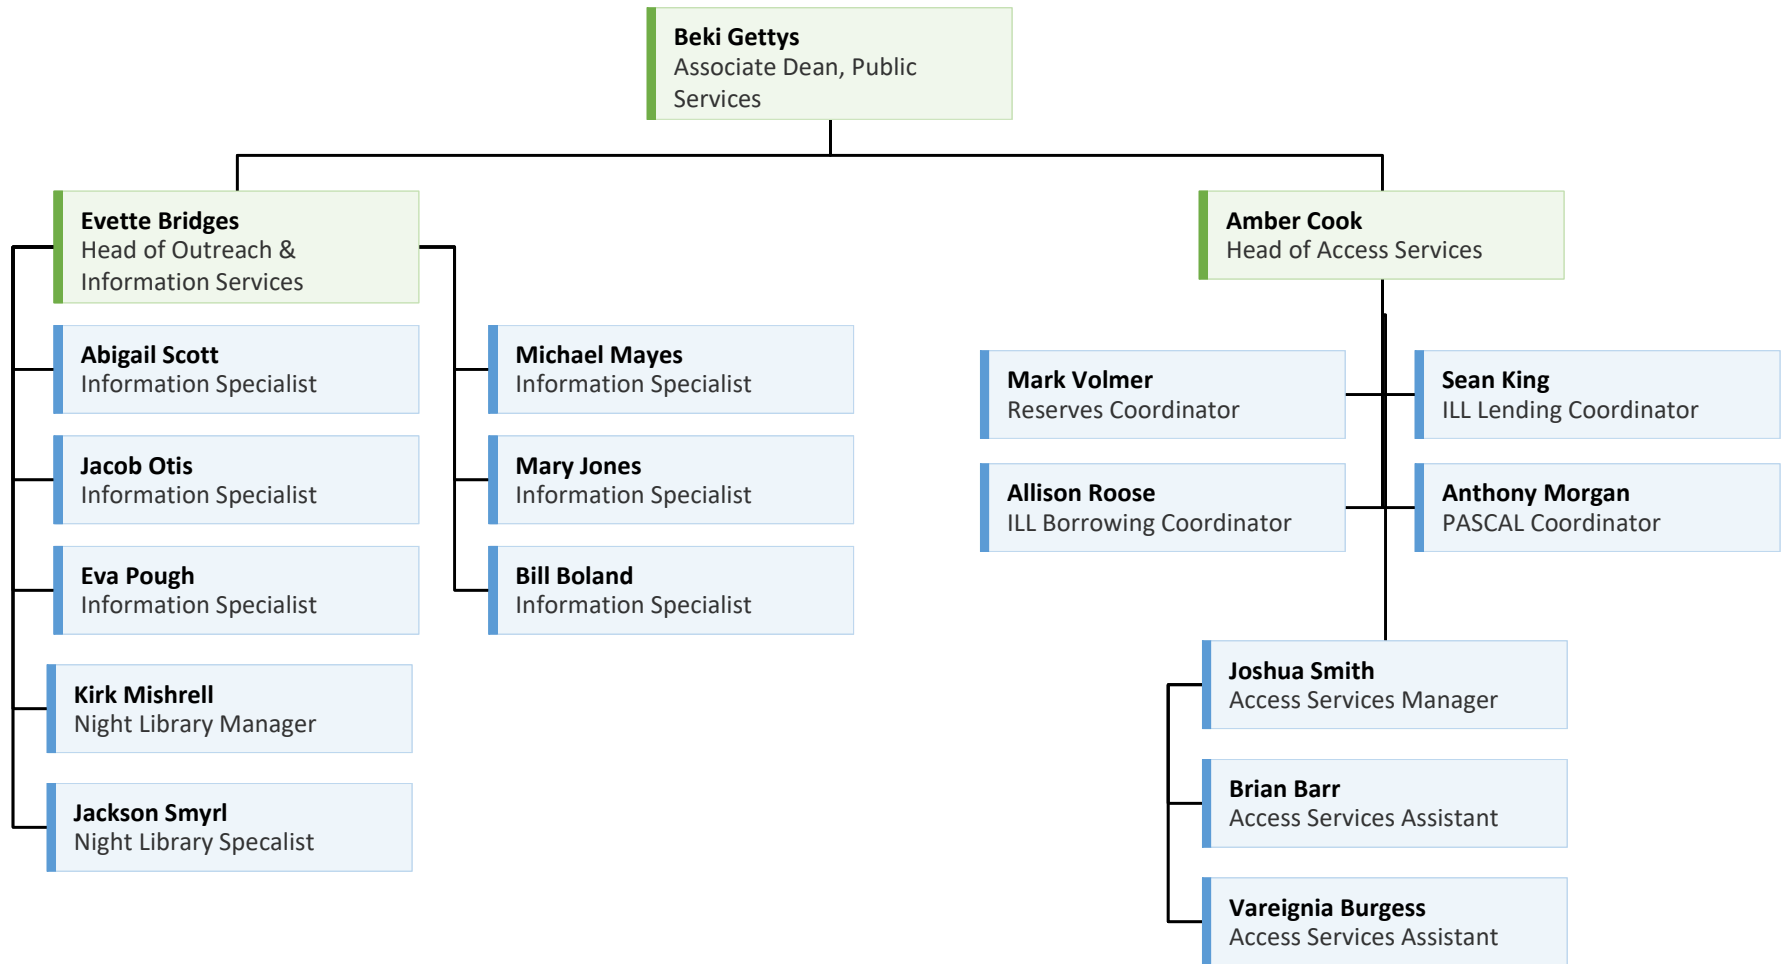 Beki Gettys
Associate Dean, Public
Services
Evette Bridges
Head of Outreach &
Information Services
Abigail Scott
Information Specialist
Jacob Otis
Information Specialist
Eva Pough
Information Specialist
Kirk Mishrell
Night Library Manager
Jackson Smyrl
Night Library Specalist
Michael Mayes
Information Specialist
Mary Jones
Information Specialist
Bill Boland
Information Specialist
Amber Cook
Head of Access Services
Mark Volmer
Reserves Coordinator
Sean King
ILL Lending Coordinator
Allison Roose
ILL Borrowing Coordinator
Anthony Morgan
PASCAL Coordinator
Joshua Smith
Access Services Manager
Brian Barr
Access Services Assistant
Vareignia Burgess
Access Services Assistant